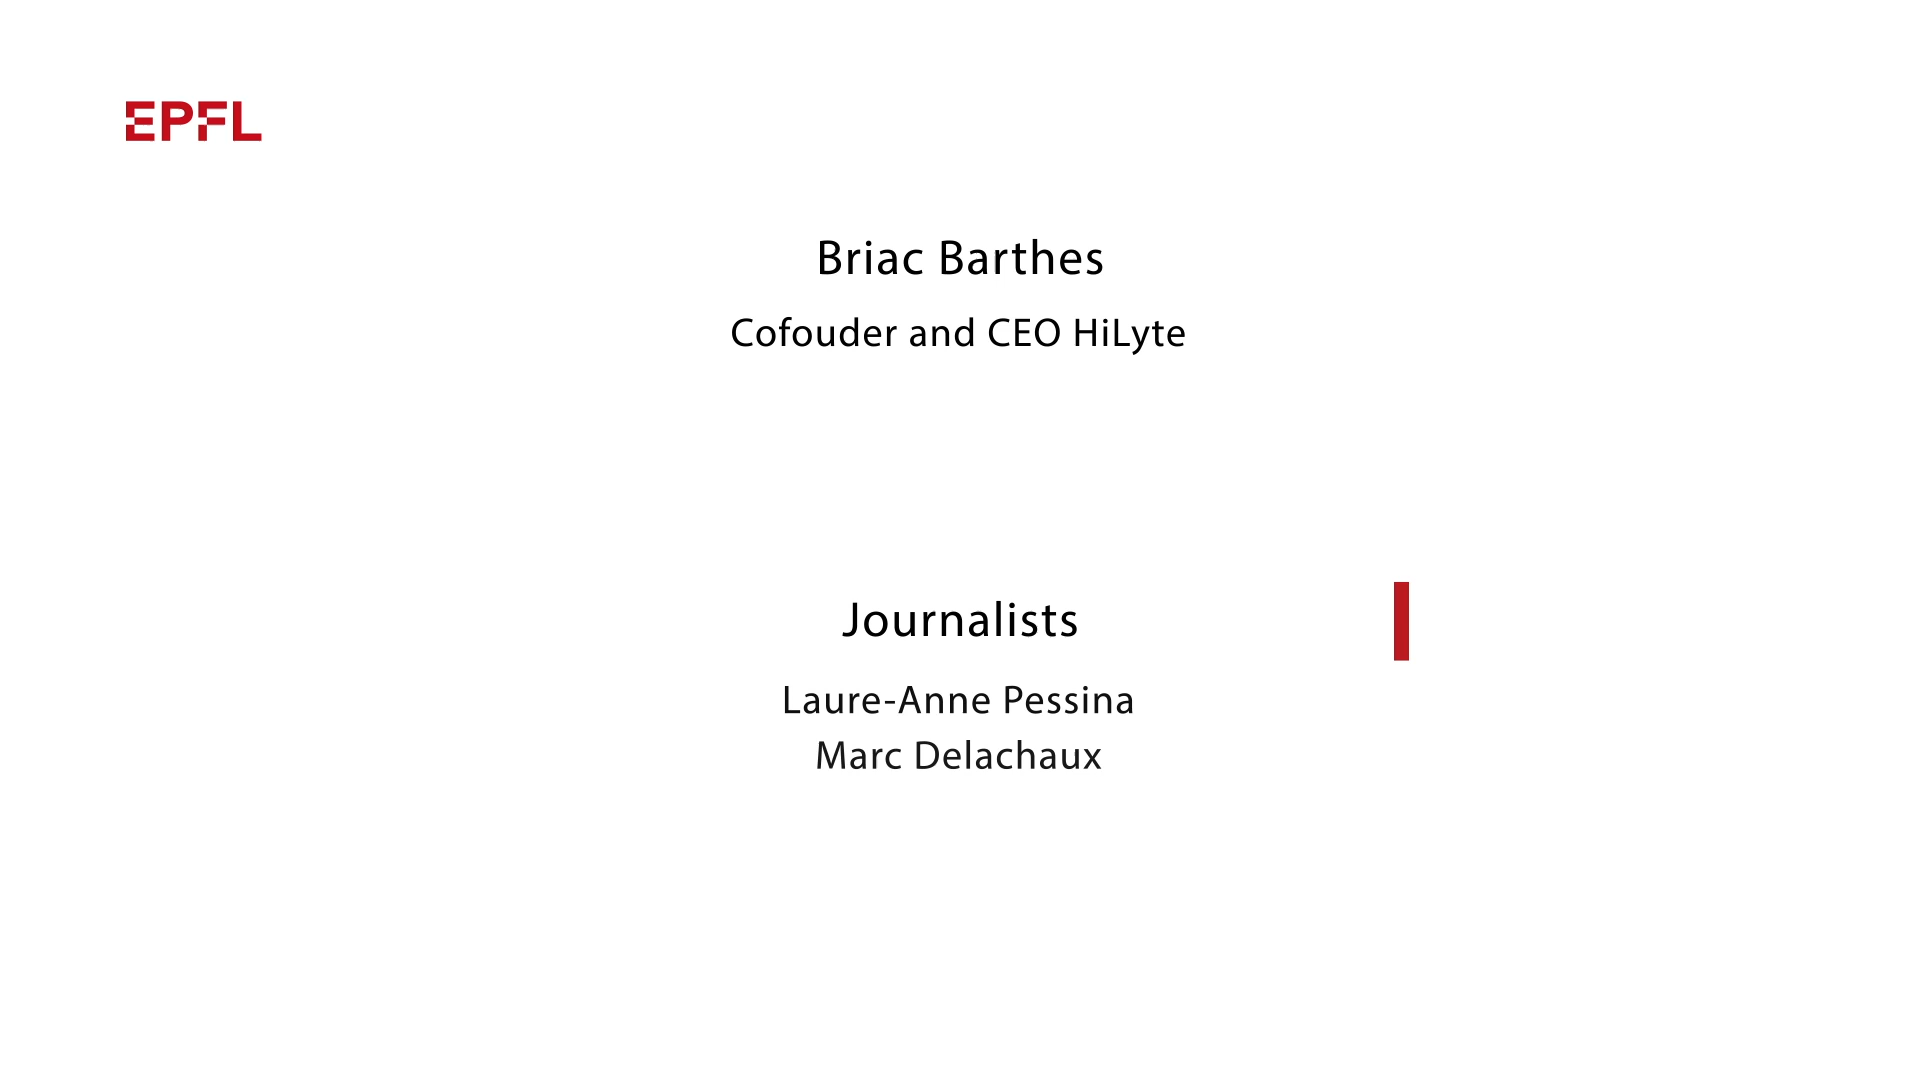 EPFL
Briac Barthes
Cofouder and CEO HiLyte
Journalists
Laure-Anne Pessina
Marc Delachaux